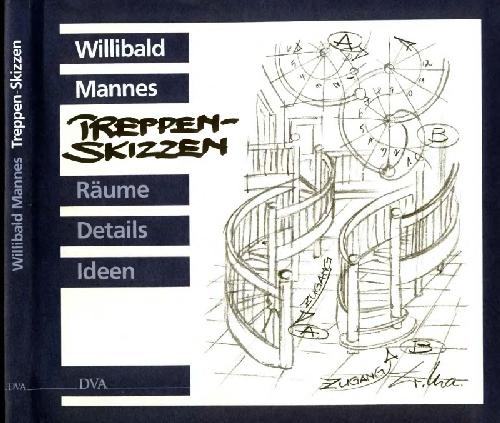 Willibald Mannes Treppen-Skizzen
DVA
Willibald
Mannes
TREPPEN-
SKIZZEN
Räume
Details
Ideen
DVA
A
B
ZUGANG
A
ZUGANG
B